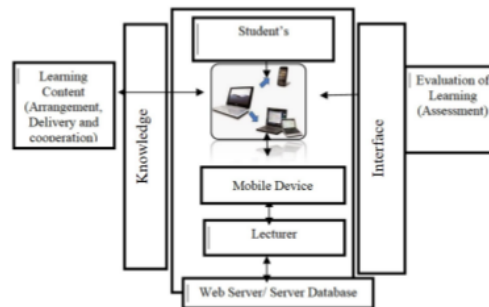 Student's
Learning
Content
(Arrangement,
Delivery and
cooperation)
Knowledge
Interface
Evaluation of
Learning
(Assessment)
Mobile Device
Lecturer
Web Server/ Server Database